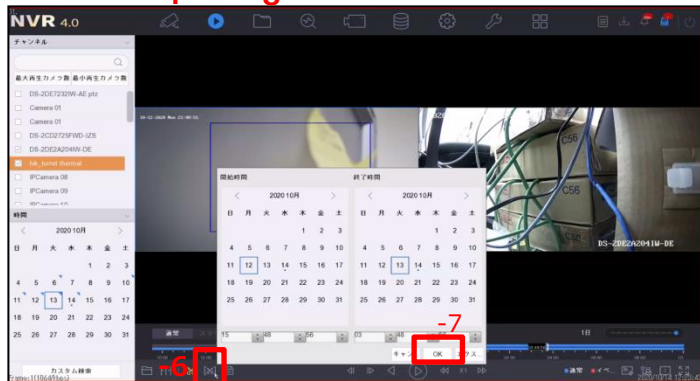 NVR 4.0
チャンネル
最大再生カメラ数 最小再生カメラ数
DS-2DE7232IW-AE ptz
Camera 01
Camera 01
DS-2CD2725FWD-IZS
DS-2DE2A204IW-DE
hik_turret thermal
IPCamera 08
IPCamera 09
IPCamera 10
時間
2020 10月
日 月 火 水 木 金 土
1 2 3
4 5 6 7 8 9 10
11 12 13 14 15 16 17
18 19 20 21 22 23 24
25 26 27 28 29 30 31
カスタム検索
開始時間
2020 10月
日 月 火 水 木 金 土
1 2 3
4 5 6 7 8 9 10
11 12 13 14 15 16 17
18 19 20 21 22 23 24
25 26 27 28 29 30 31
15 :48 :56
終了時間
2020 10月
日 月 火 水 木 金 土
1 2 3
4 5 6 7 8 9 10
11 12 13 14 15 16 17
18 19 20 21 22 23 24
25 26 27 28 29 30 31
03 :48
-7
OK
C56
C56
DS-2DE2A204IW-DE
通常
1日
-6
X1
通常
イベ...